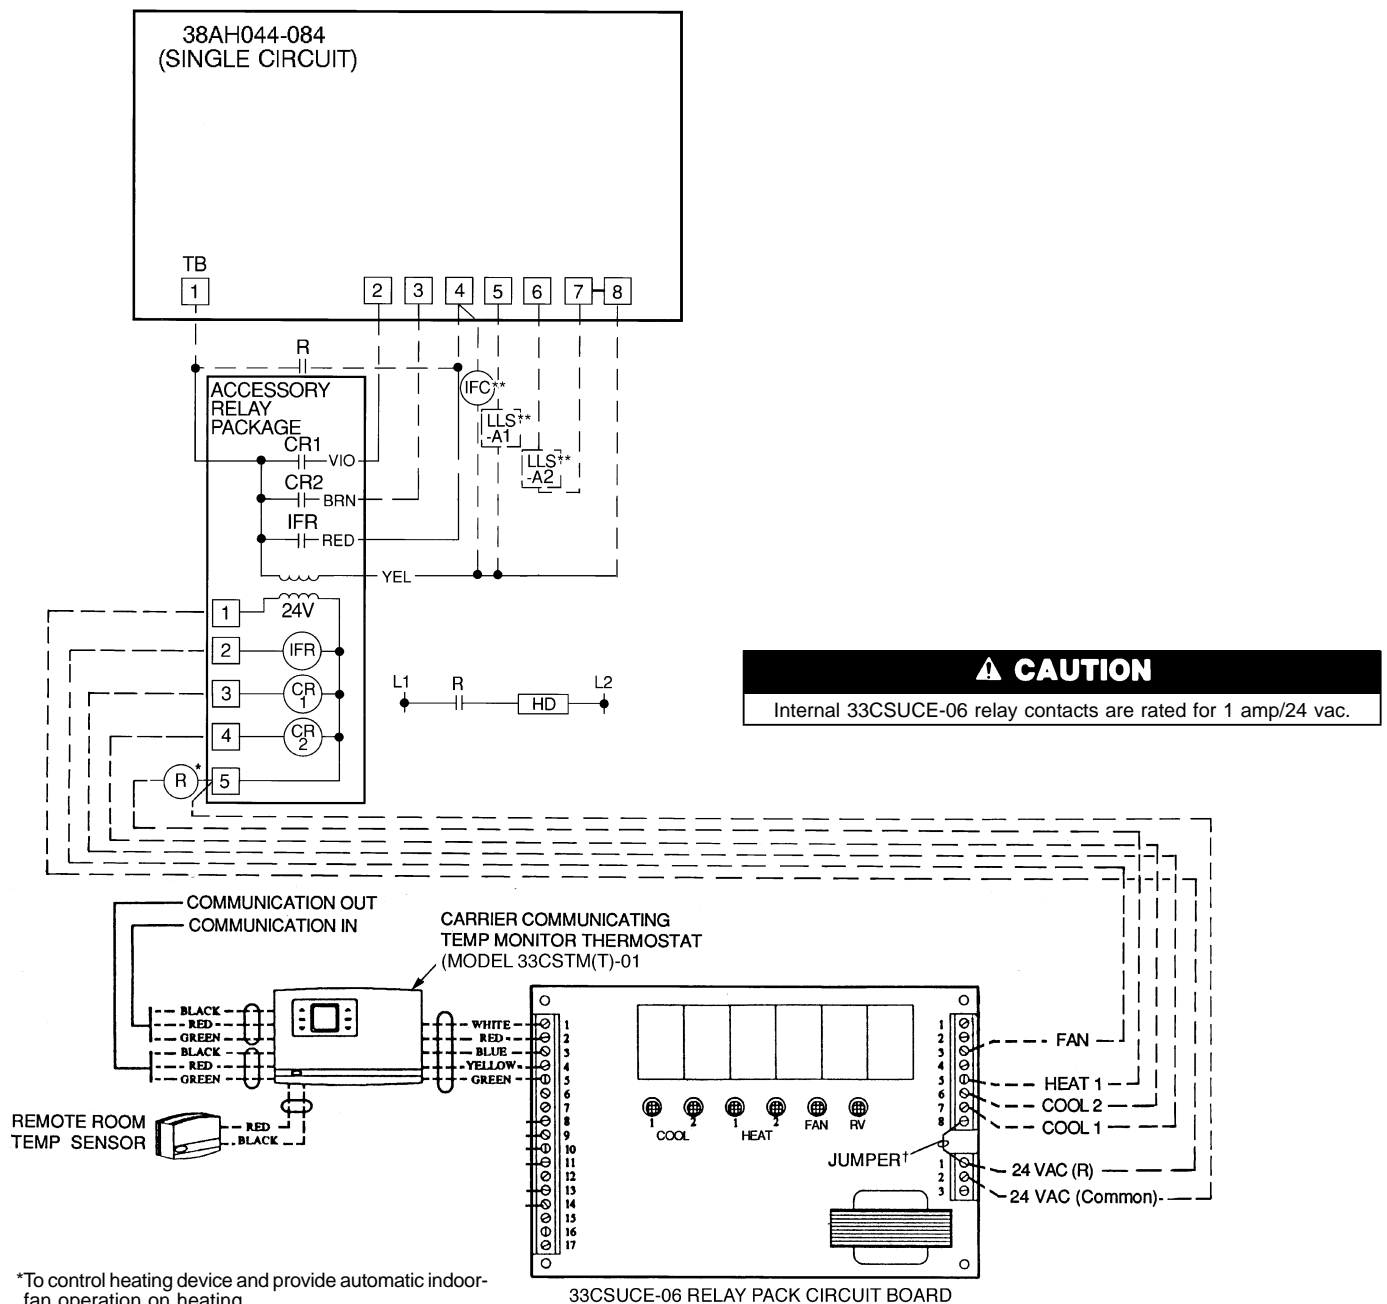 38AH044-084
(SINGLE CIRCUIT)
TB
1 2 3 4 5 6 7 8
R
IFC**
LLS**
-A1
LLS**
-A2
ACCESSORY
RELAY
PACKAGE
CR1
VIO
CR2
BRN
IFR
RED
YEL
24V
1
2 IFR
3 CR
1
4 CR
2
R * 5
L1 R HD L2
⚠ CAUTION
Internal 33CSUCE-06 relay contacts are rated for 1 amp/24 vac.
COMMUNICATION OUT
COMMUNICATION IN
CARRIER COMMUNICATING
TEMP MONITOR THERMOSTAT
(MODEL 33CSTM(T)-01
BLACK
RED
GREEN
BLACK
RED
GREEN
WHITE
RED
BLUE
YELLOW
GREEN
REMOTE ROOM
TEMP SENSOR
RED
BLACK
1
2
3
4
5
6
7
8
9
10
11
12
13
14
15
16
17
1 2 1 2 FAN RV
COOL HEAT
1
2
3
4
5
6
7
8
1
2
3
FAN
HEAT 1
COOL 2
COOL 1
JUMPER†
24 VAC (R)
24 VAC (Common)
*To control heating device and provide automatic indoor-
fan operation on heating
33CSUCE-06 RELAY PACK CIRCUIT BOARD